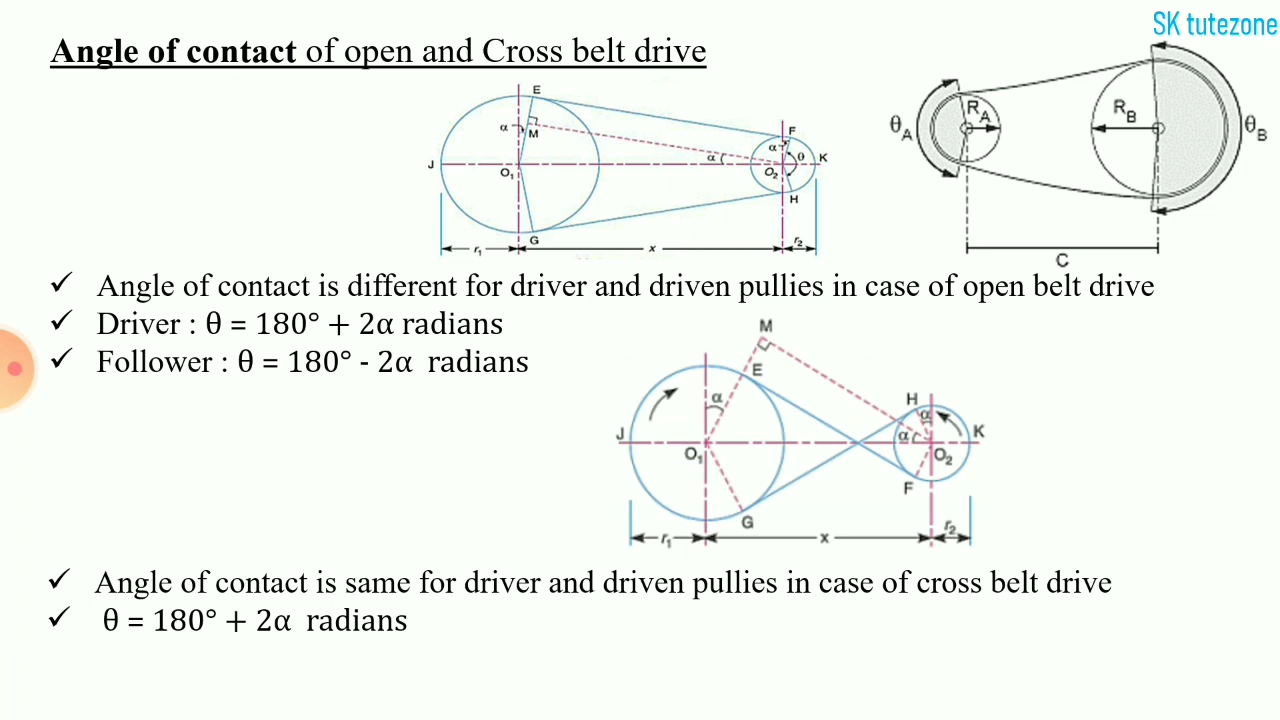 SK tutezone
Angle of contact of open and Cross belt drive
E
α
M
F
α
J
α
θ
K
O₁
O₂
H
G
r₁
x
r₂
θA
RA
RB
θB
C
✓ Angle of contact is different for driver and driven pullies in case of open belt drive
✓ Driver : θ = 180° + 2α radians
✓ Follower : θ = 180° - 2α radians
M
E
α
H
α
J
α
K
O₁
O₂
F
G
r₁
x
r₂
✓ Angle of contact is same for driver and driven pullies in case of cross belt drive
✓ θ = 180° + 2α radians